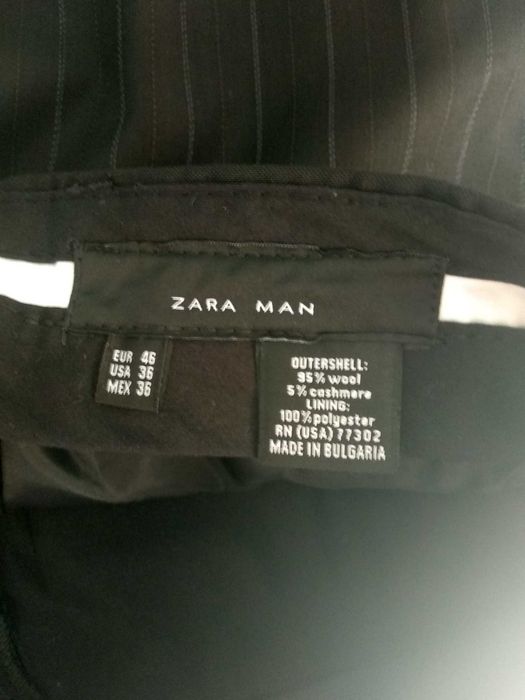 ZARA MAN
EUR 46
USA 36
MEX 36
OUTERSHELL:
95% wool
5% cashmere
LINING:
100% polyester
RN (USA) 77302
MADE IN BULGARIA